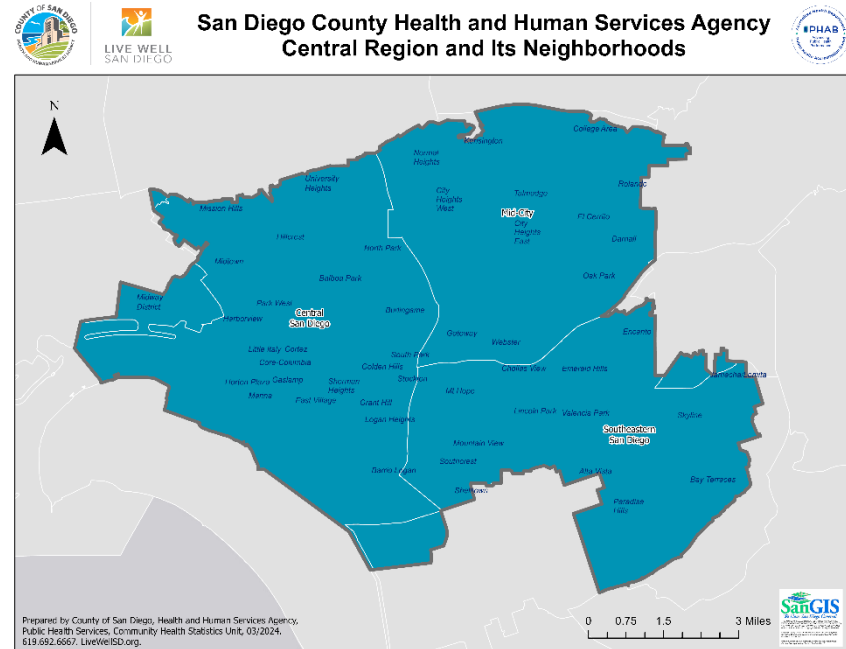 COUNTY OF SAN DIEGO
LIVE WELL
SAN DIEGO
San Diego County Health and Human Services Agency
Central Region and Its Neighborhoods
PHAB
N
College Area
Kensington
Normal
Heights
University
Heights
Rolando
City
Heights
West
Talmadge
Mission Hills
Mid-City
El Cerrito
City
Heights
East
Hillcrest
Darnall
North Park
Midtown
Oak Park
Balboa Park
Midway
District
Park West
Burlingame
Central
San Diego
Harborview
Gateway
Encanto
Webster
Little Italy
Cortez
South Park
Core-Columbia
Golden Hills
Chollas View
Emerald Hills
Jamacha/Lomita
Horton Plaza
Gaslamp
Sherman
Heights
Stockton
Mt Hope
Marina
East Village
Grant Hill
Lincoln Park
Valencia Park
Skyline
Logan Heights
Southeastern
San Diego
Mountain View
Southcrest
Barrio Logan
Alta Vista
Bay Terraces
Shelltown
Paradise
Hills
Prepared by County of San Diego, Health and Human Services Agency,
Public Health Services, Community Health Statistics Unit, 03/2024.
619.692.6667. LiveWellSD.org.
0 0.75 1.5 3 Miles
SanGIS